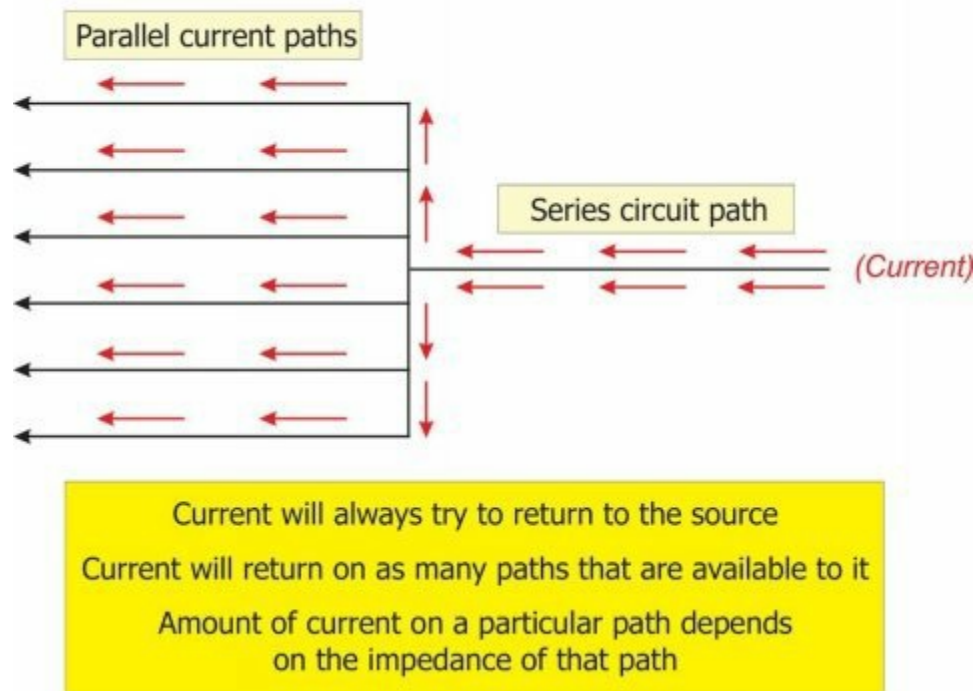 Parallel current paths
Series circuit path
(Current)
Current will always try to return to the source
Current will return on as many paths that are available to it
Amount of current on a particular path depends
on the impedance of that path